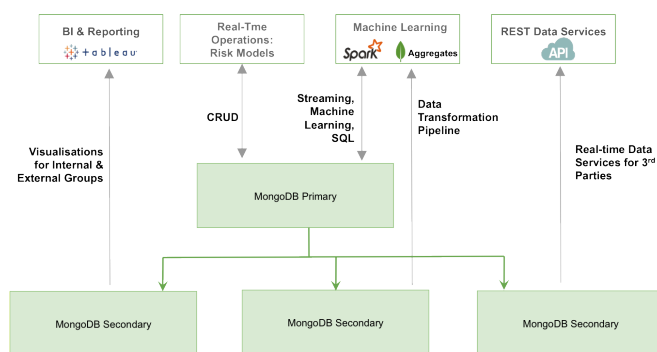 BI & Reporting
+ a b l e a u
Real-Tme
Operations:
Risk Models
Machine Learning
Spark
Aggregates
REST Data Services
API
Visualisations
for Internal &
External Groups
CRUD
Streaming,
Machine
Learning,
SQL
Data
Transformation
Pipeline
Real-time Data
Services for 3rd
Parties
MongoDB Primary
MongoDB Secondary
MongoDB Secondary
MongoDB Secondary